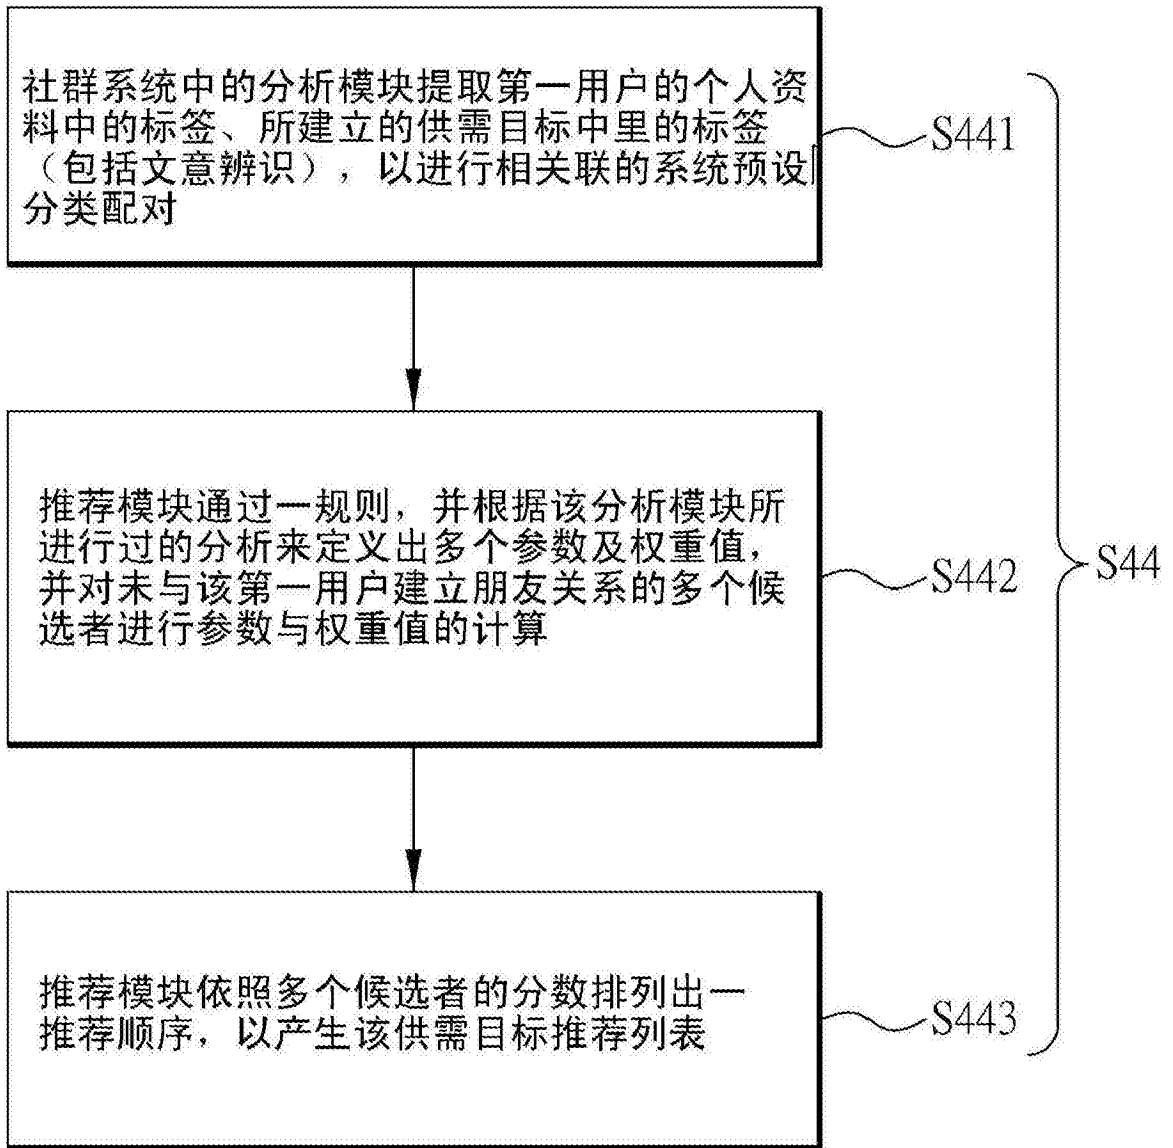 社群系统中的分析模块提取第一用户的个人资
料中的标签、所建立的供需目标中里的标签
（包括文意辨识），以进行相关联的系统预设
分类配对
S441
推荐模块通过一规则，并根据该分析模块所
进行过的分析来定义出多个参数及权重值，
并对未与该第一用户建立朋友关系的多个候
选者进行参数与权重值的计算
S442
S44
推荐模块依照多个候选者的分数排列出一
推荐顺序，以产生该供需目标推荐列表
S443